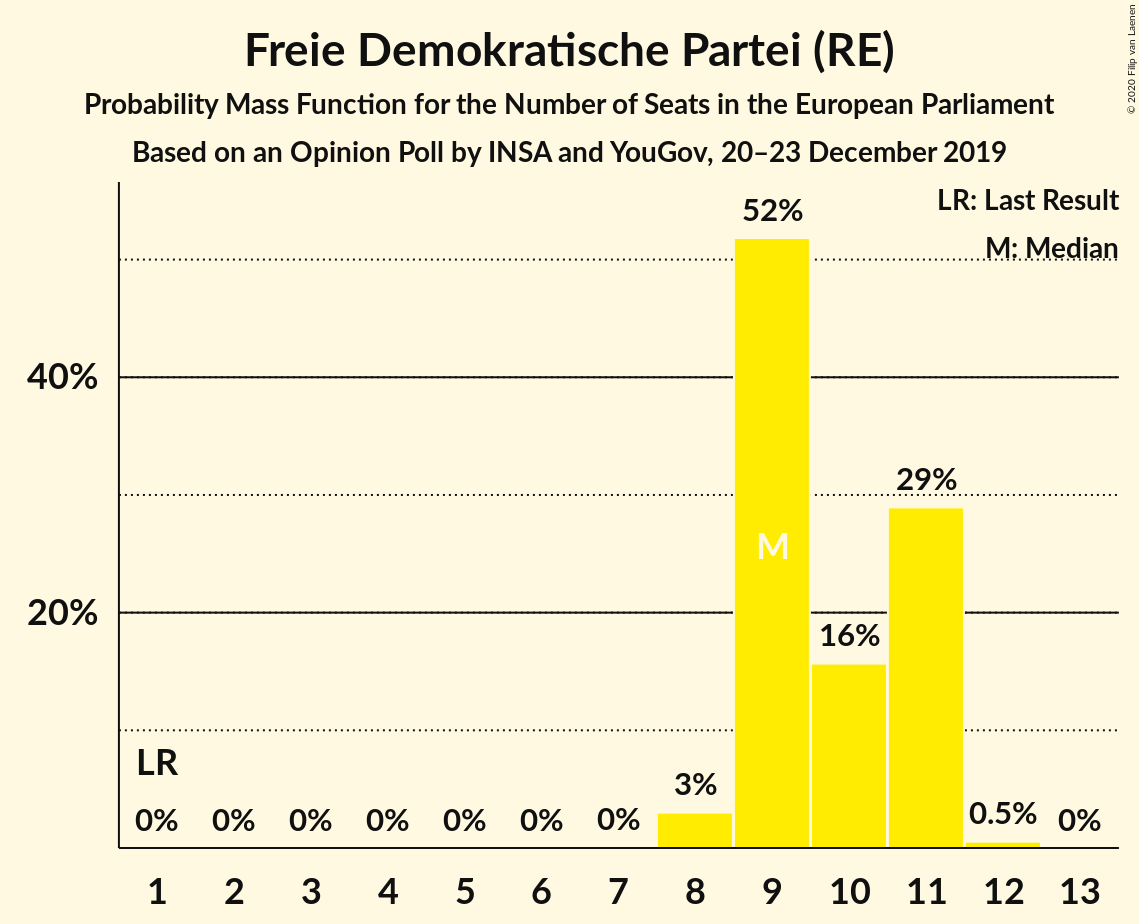 Freie Demokratische Partei (RE)
Probability Mass Function for the Number of Seats in the European Parliament
Based on an Opinion Poll by INSA and YouGov, 20–23 December 2019
© 2020 Filip van Laenen
LR: Last Result
M: Median
52%
40%
29%
M
20%
16%
LR
3%
0% 0% 0% 0% 0% 0% 0% 0.5% 0%
1 2 3 4 5 6 7 8 9 10 11 12 13